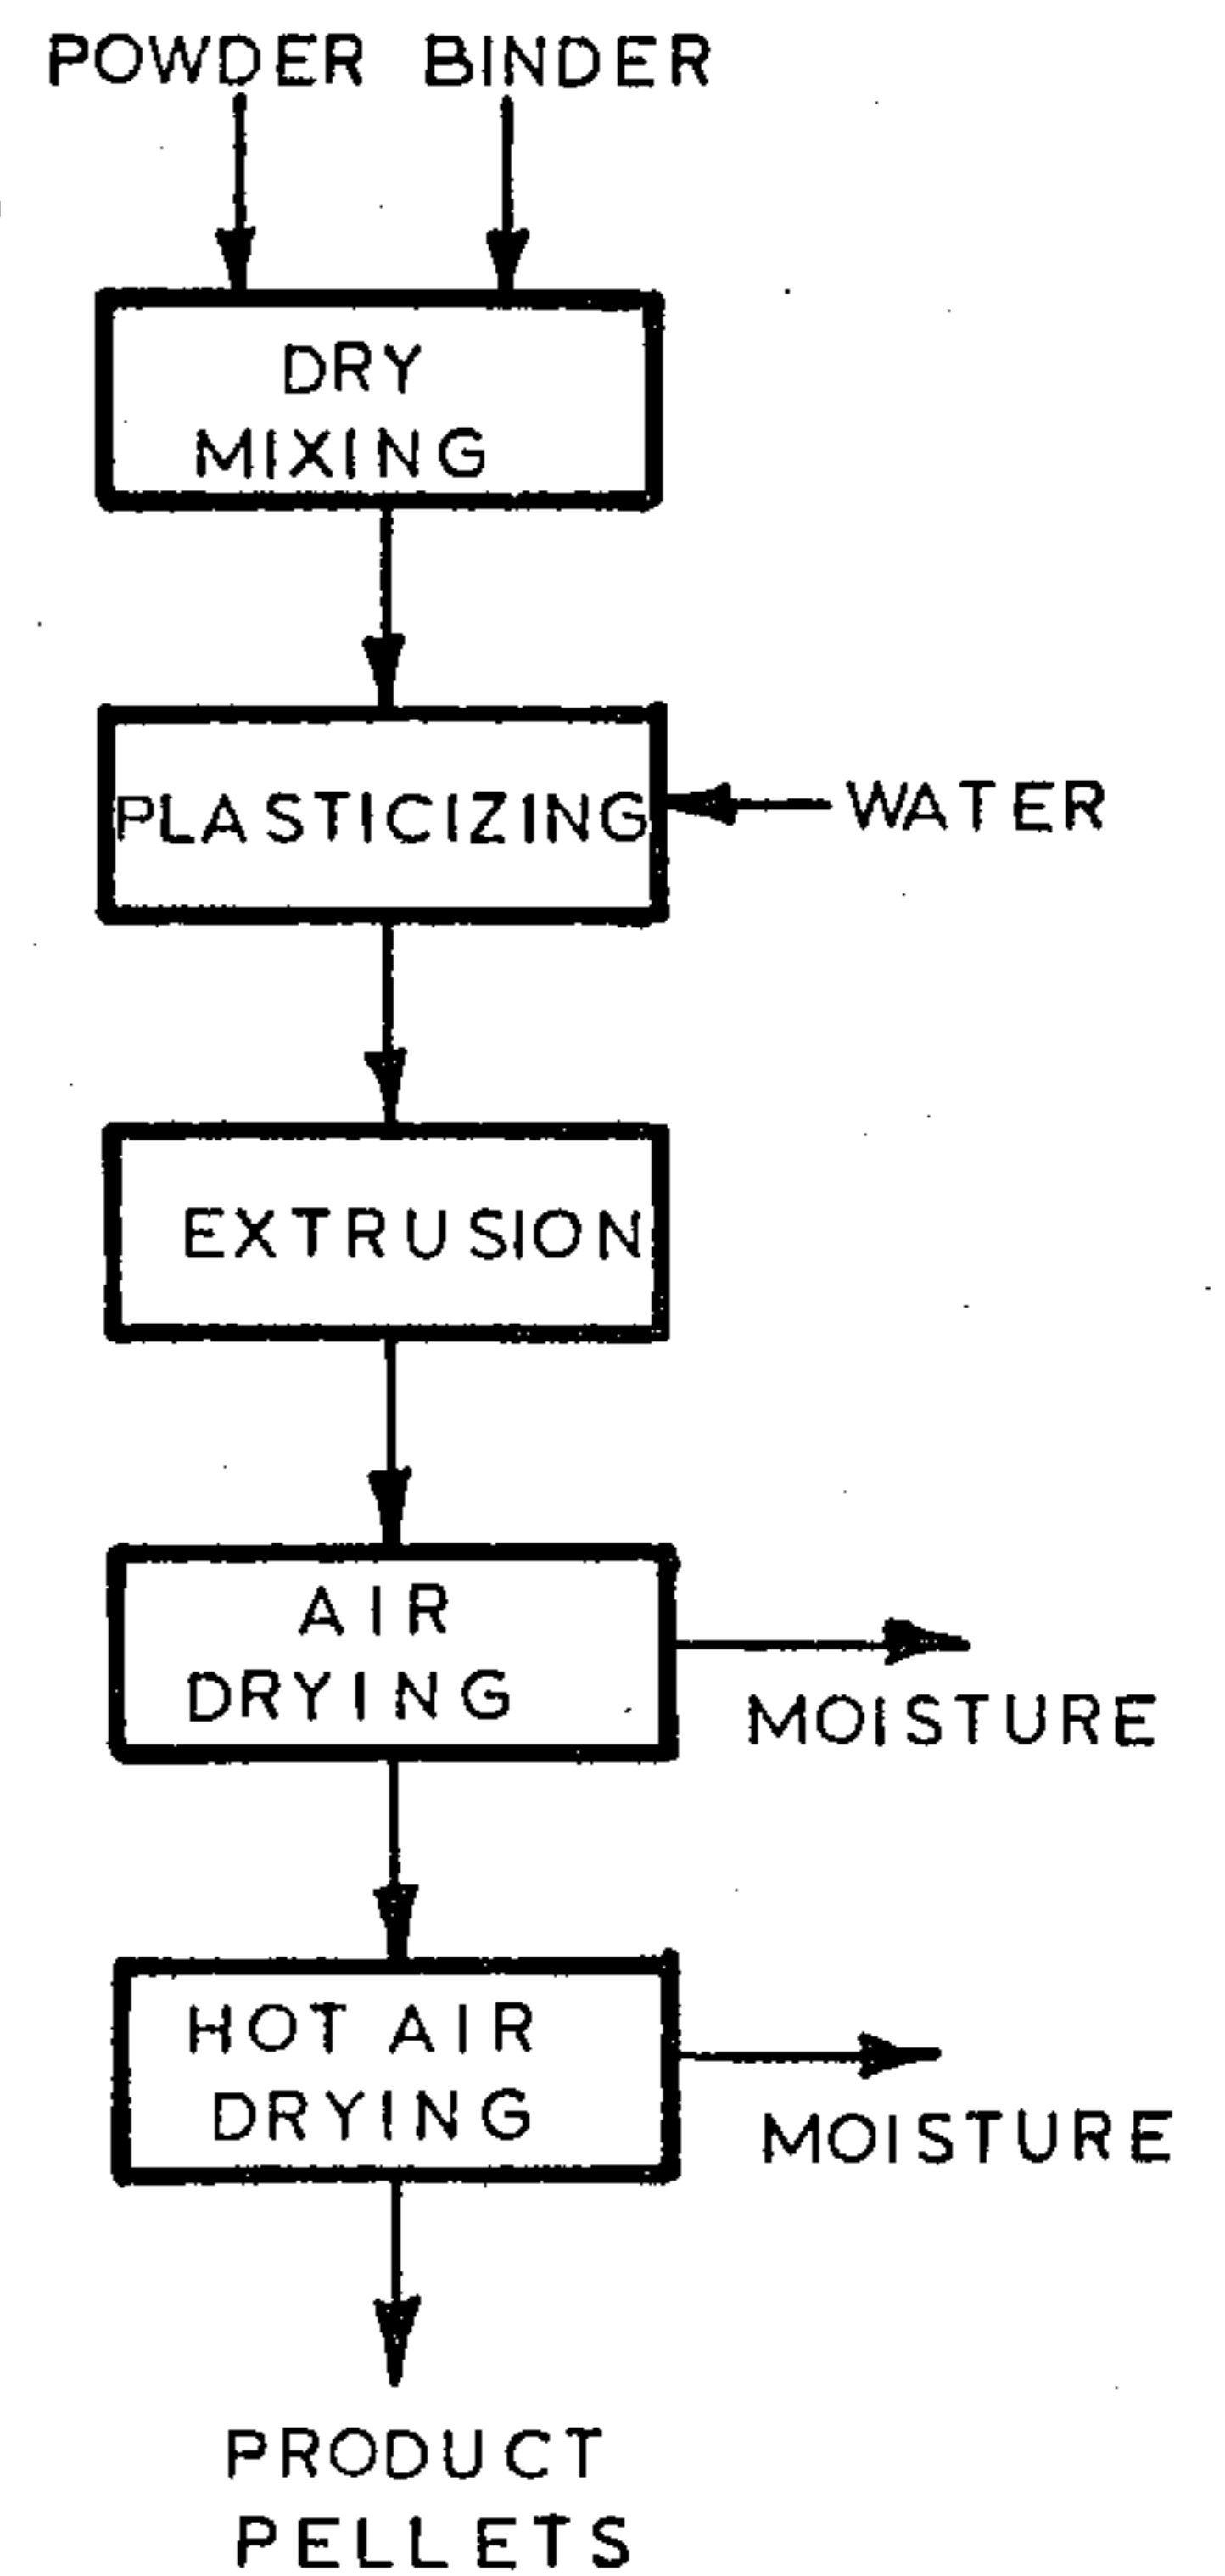 POWDER BINDER
DRY
MIXING
PLASTICIZING
WATER
EXTRUSION
AIR
DRYING
MOISTURE
HOT AIR
DRYING
MOISTURE
PRODUCT
PELLETS